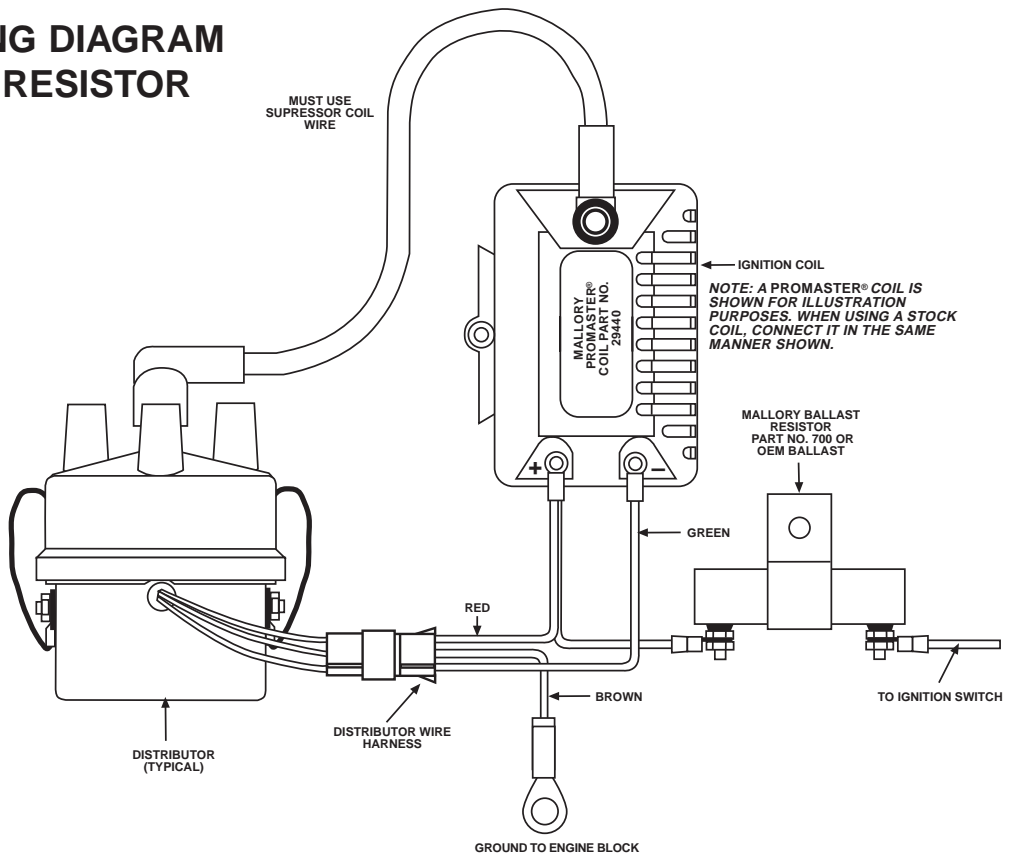 NG DIAGRAM
RESISTOR
MUST USE
SUPRESSOR COIL
WIRE
IGNITION COIL
NOTE: A PROMASTER® COIL IS
SHOWN FOR ILLUSTRATION
PURPOSES. WHEN USING A STOCK
COIL, CONNECT IT IN THE SAME
MANNER SHOWN.
MALLORY
PROMASTER®
COIL PART NO.
29440
MALLORY BALLAST
RESISTOR
PART NO. 700 OR
OEM BALLAST
+
–
GREEN
RED
BROWN
TO IGNITION SWITCH
DISTRIBUTOR WIRE
HARNESS
DISTRIBUTOR
(TYPICAL)
GROUND TO ENGINE BLOCK